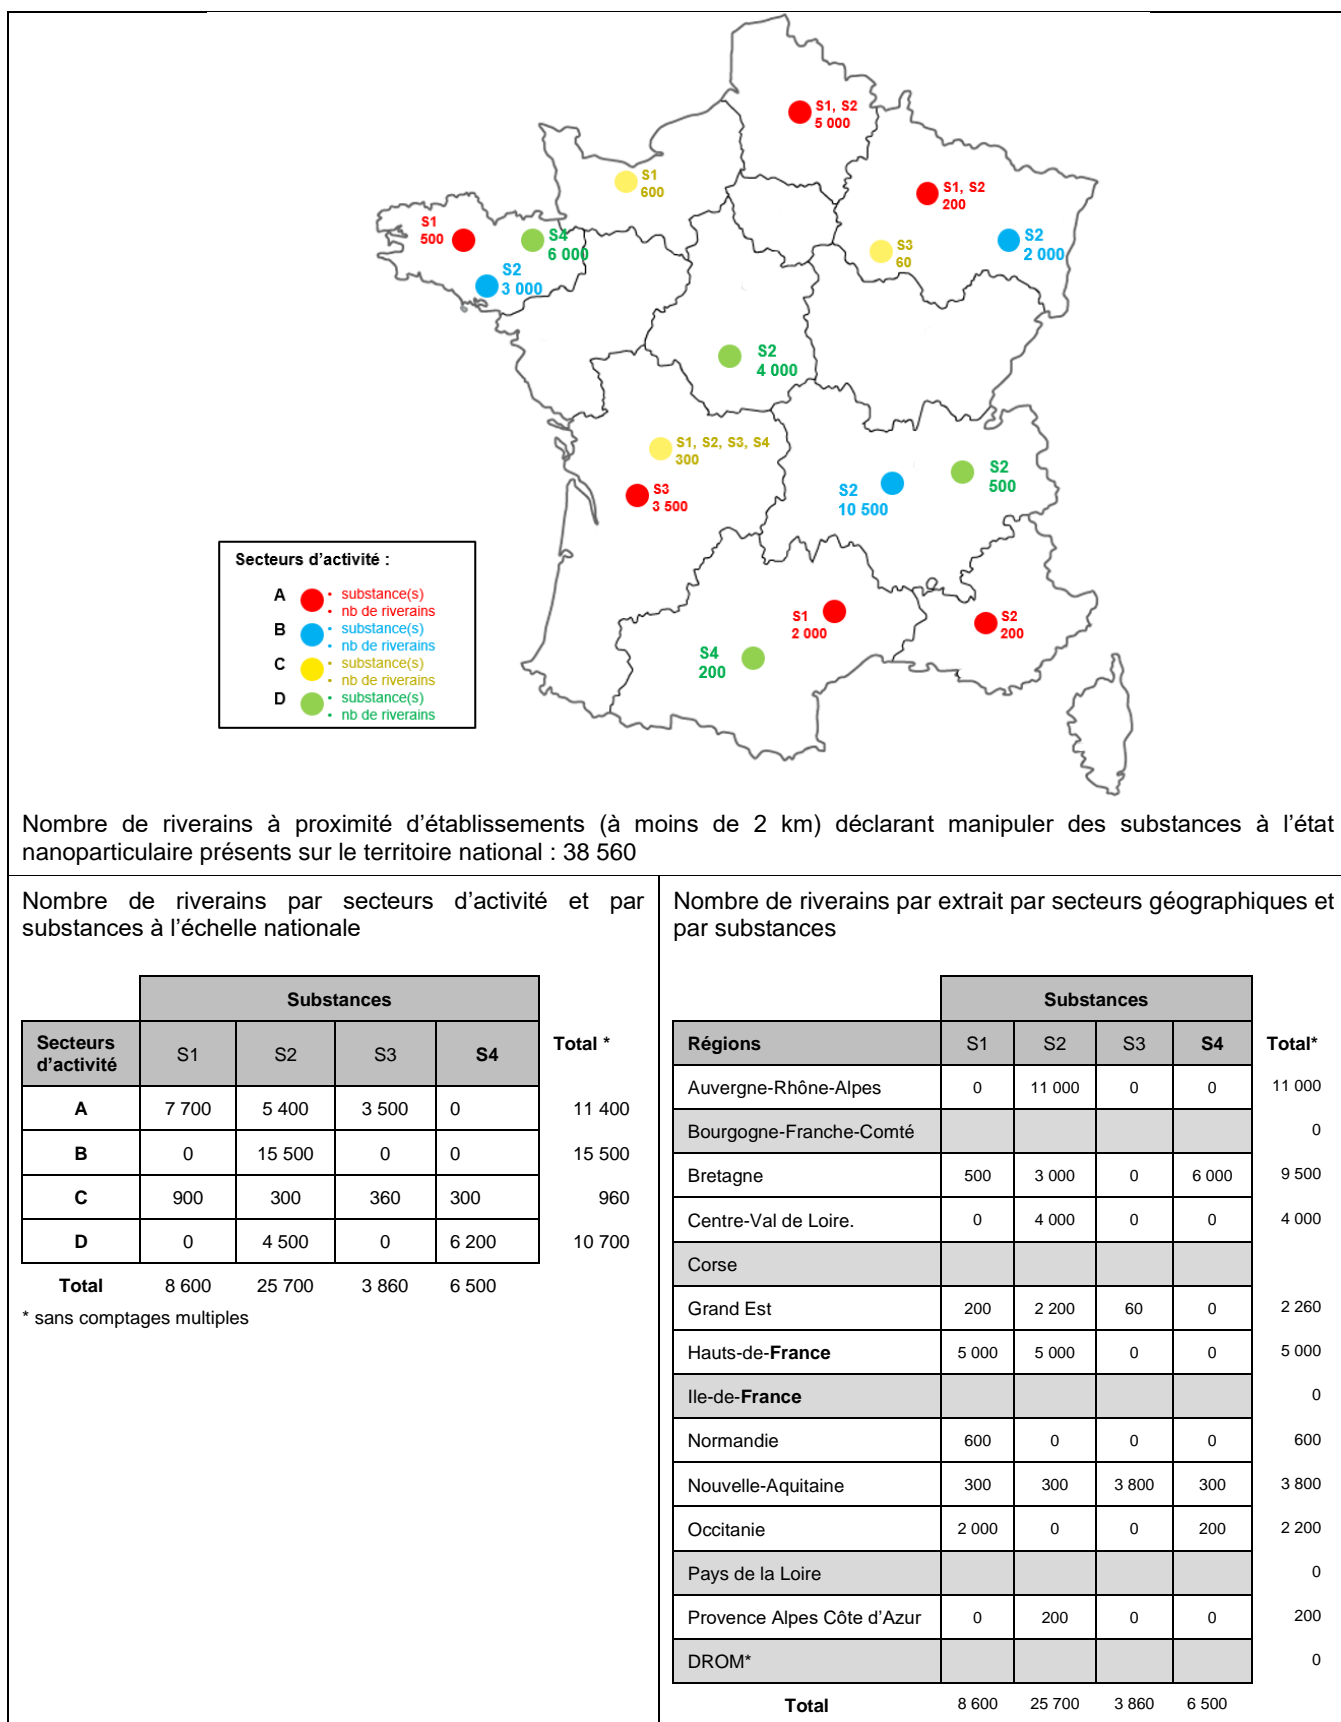 S1, S2
5 000
S1
600
S1, S2
200
S1
500
S4
6 000
S3
60
S2
2 000
S2
3 000
S2
4 000
S1, S2, S3, S4
300
S3
3 500
S2
10 500
S2
500
S1
2 000
S2
200
S4
200
Secteurs d'activité :
A
• substance(s)
• nb de riverains
B
• substance(s)
• nb de riverains
C
• substance(s)
• nb de riverains
D
• substance(s)
• nb de riverains
Nombre de riverains à proximité d'établissements (à moins de 2 km) déclarant manipuler des substances à l'état
nanoparticulaire présents sur le territoire national : 38 560
Nombre de riverains par secteurs d'activité et par
substances à l'échelle nationale
Substances
Secteurs
d'activité S1 S2 S3 S4 Total *
A 7 700 5 400 3 500 0 11 400
B 0 15 500 0 0 15 500
C 900 300 360 300 960
D 0 4 500 0 6 200 10 700
Total 8 600 25 700 3 860 6 500
* sans comptages multiples
Nombre de riverains par extrait par secteurs géographiques et
par substances
Substances
Régions S1 S2 S3 S4 Total*
Auvergne-Rhône-Alpes 0 11 000 0 0 11 000
Bourgogne-Franche-Comté 0
Bretagne 500 3 000 0 6 000 9 500
Centre-Val de Loire. 0 4 000 0 0 4 000
Corse
Grand Est 200 2 200 60 0 2 260
Hauts-de-France 5 000 5 000 0 0 5 000
Ile-de-France 0
Normandie 600 0 0 0 600
Nouvelle-Aquitaine 300 300 3 800 300 3 800
Occitanie 2 000 0 0 200 2 200
Pays de la Loire 0
Provence Alpes Côte d'Azur 0 200 0 0 200
DROM* 0
Total 8 600 25 700 3 860 6 500